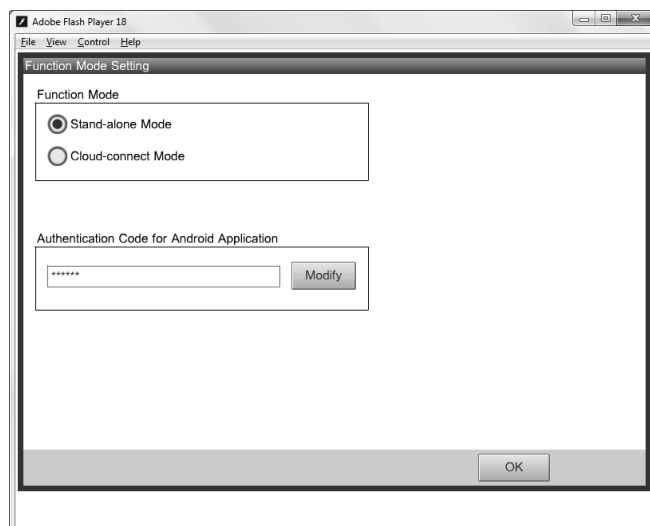 Adobe Flash Player 18
File View Control Help
Function Mode Setting
Function Mode
Stand-alone Mode
Cloud-connect Mode
Authentication Code for Android Application
******
Modify
OK